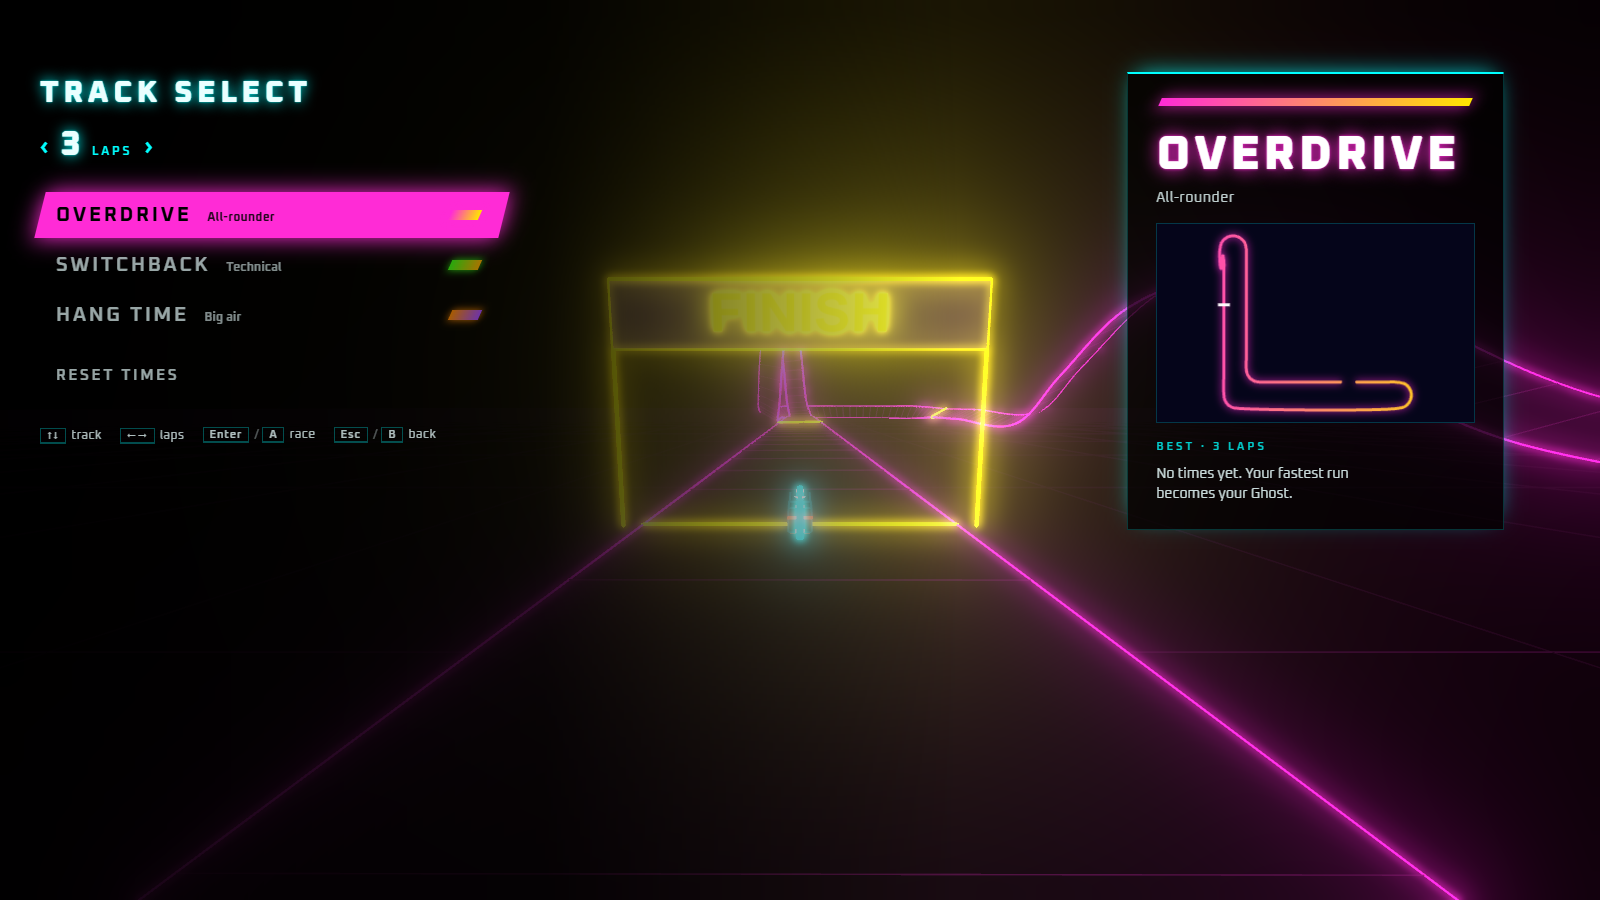 TRACK SELECT
‹ 3 LAPS ›
OVERDRIVE All-rounder
SWITCHBACK Technical
HANG TIME Big air
RESET TIMES
↑↓ track ←→ laps Enter / A race Esc / B back
FINISH
OVERDRIVE
All-rounder
BEST · 3 LAPS
No times yet. Your fastest run
becomes your Ghost.